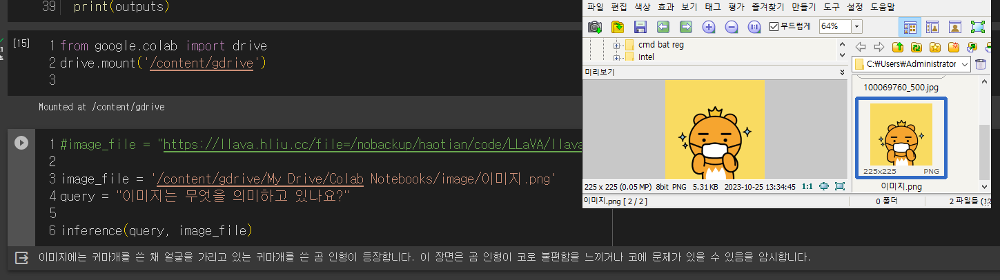 39 print(outputs)
[15]
1 from google.colab import drive
2 drive.mount('/content/gdrive')
3
Mounted at /content/gdrive
1 #image_file = "https://llava.hliu.cc/file=/nobackup/haotian/code/LLaVA/llava
2
3 image_file = '/content/gdrive/My Drive/Colab Notebooks/image/이미지.png'
4 query = "이미지는 무엇을 의미하고 있나요?"
5
6 inference(query, image_file)
이미지에는 귀마개를 쓴 채 얼굴을 가리고 있는 귀마개를 쓴 곰 인형이 등장합니다. 이 장면은 곰 인형이 코로 불편함을 느끼거나 코에 문제가 있을 수 있음을 암시합니다.
파일 편집 색상 효과 보기 태그 평가 즐겨찾기 만들기 도구 설정 도움말
1:1 부드럽게 64%
cmd bat reg
Intel
미리보기
C:₩Users₩Administrator
100069760_500.jpg
225x225 PNG
이미지.png
225 x 225 (0.05 MP) 8bit PNG 5.31 KB 2023-10-25 13:34:45 1:1
이미지.png [ 2 / 2 ]
0 폴더
2 파일들 (12